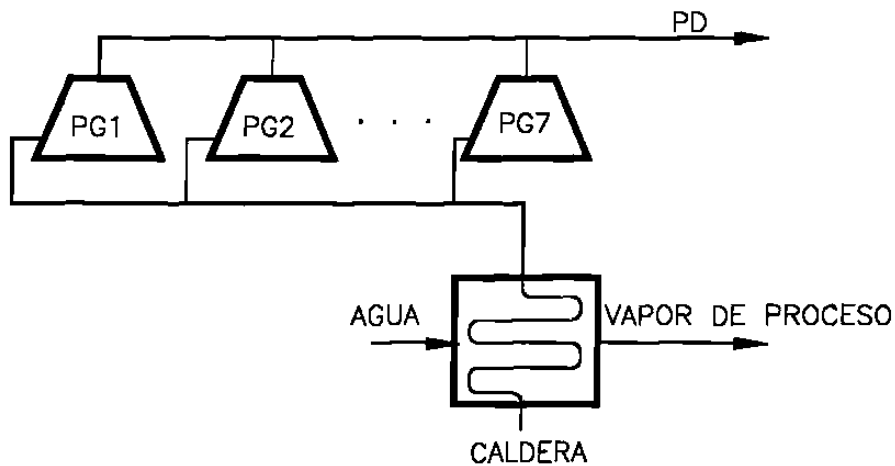 PD
PG1 PG2 . . . PG7
AGUA VAPOR DE PROCESO
CALDERA